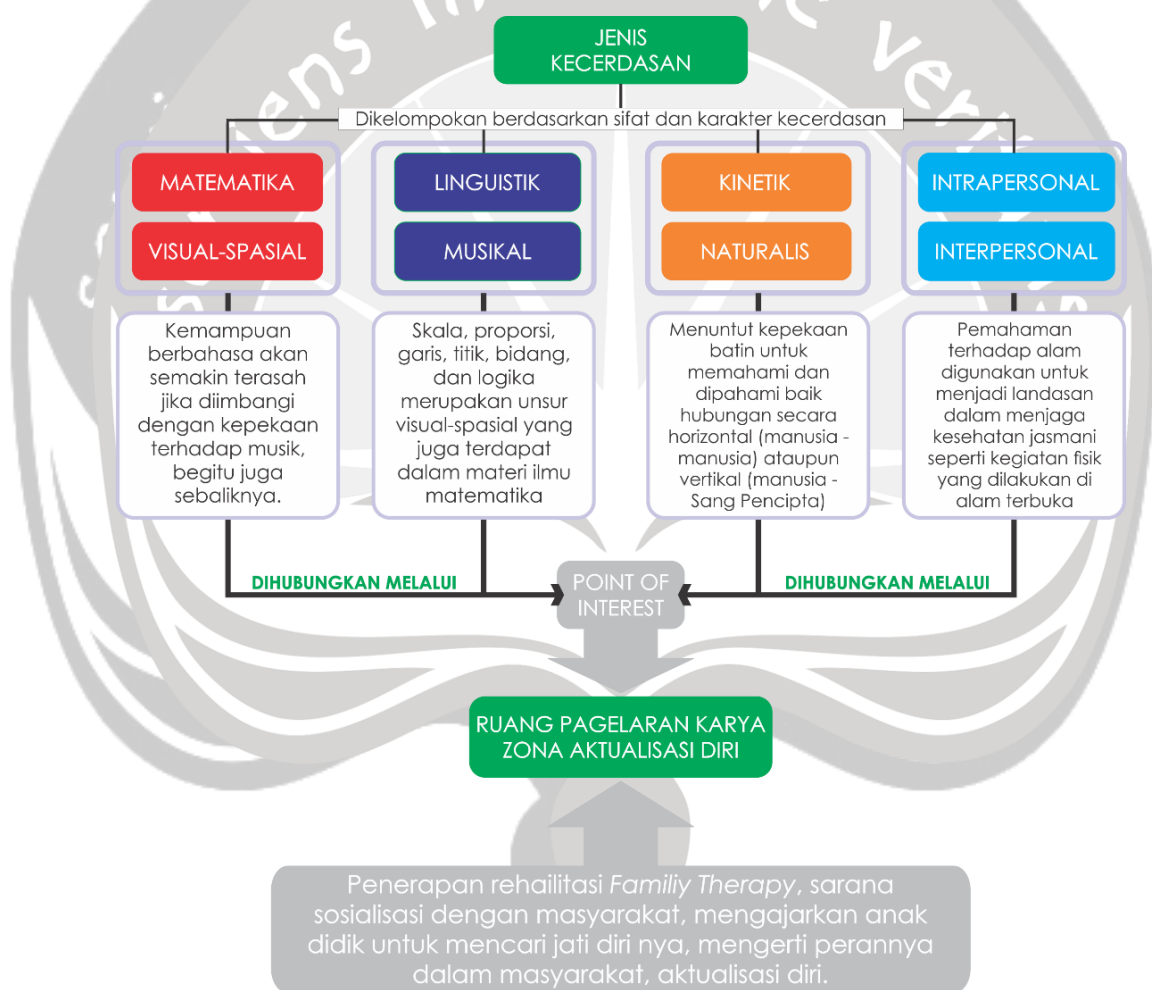 JENIS
KECERDASAN
Dikelompokan berdasarkan sifat dan karakter kecerdasan
MATEMATIKA
VISUAL-SPASIAL
LINGUISTIK
MUSIKAL
KINETIK
NATURALIS
INTRAPERSONAL
INTERPERSONAL
Kemampuan
berbahasa akan
semakin terasah
jika diimbangi
dengan kepekaan
terhadap musik,
begitu juga
sebaliknya.
Skala, proporsi,
garis, titik, bidang,
dan logika
merupakan unsur
visual-spasial yang
juga terdapat
dalam materi ilmu
matematika
Menuntut kepekaan
batin untuk
memahami dan
dipahami baik
hubungan secara
horizontal (manusia -
manusia) ataupun
vertikal (manusia -
Sang Pencipta)
Pemahaman
terhadap alam
digunakan untuk
menjadi landasan
dalam menjaga
kesehatan jasmani
seperti kegiatan fisik
yang dilakukan di
alam terbuka
DIHUBUNGKAN MELALUI
POINT OF
INTEREST
DIHUBUNGKAN MELALUI
RUANG PAGELARAN KARYA
ZONA AKTUALISASI DIRI
Penerapan rehailitasi Familiy Therapy, sarana
sosialisasi dengan masyarakat, mengajarkan anak
didik untuk mencari jati diri nya, mengerti perannya
dalam masyarakat, aktualisasi diri.